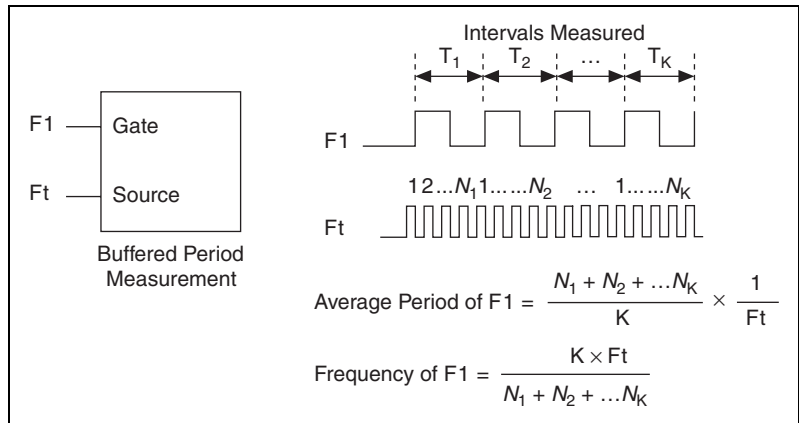 Intervals Measured
T1 T2 … TK
F1 Gate
Ft Source
Buffered Period
Measurement
F1
1 2 ...N1 1... ...N2 … 1... ...NK
Ft
Average Period of F1 = N1 + N2 + …NK / K × 1 / Ft
Frequency of F1 = K × Ft / N1 + N2 + …NK